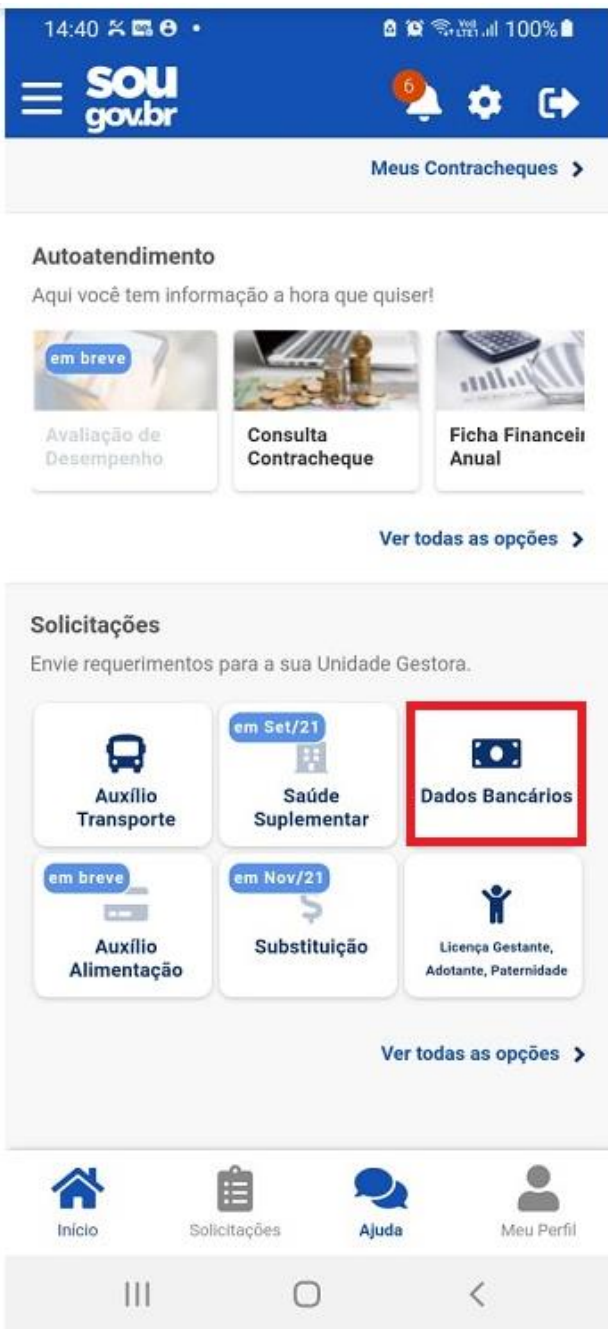 14:40 100%
sou
gov.br
6
Meus Contracheques
Autoatendimento
Aqui você tem informação a hora que quiser!
em breve
Avaliação de
Desempenho
Consulta
Contracheque
Ficha Financeir
Anual
Ver todas as opções
Solicitações
Envie requerimentos para a sua Unidade Gestora.
Auxílio
Transporte
em Set/21
Saúde
Suplementar
Dados Bancários
em breve
Auxílio
Alimentação
em Nov/21
Substituição
Licença Gestante,
Adotante, Paternidade
Ver todas as opções
Início Solicitações Ajuda Meu Perfil